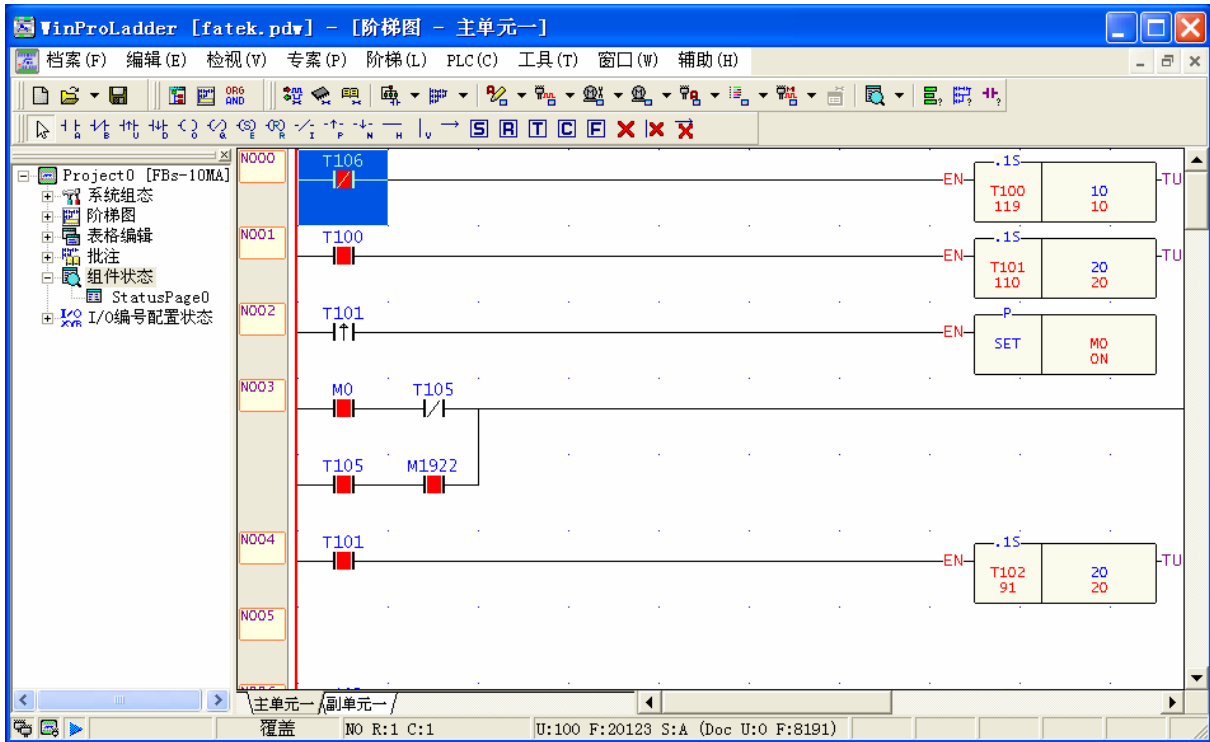 WinProLadder [fatek.pdw] - [阶梯图 - 主单元一]
档案(F) 编辑(E) 检视(V) 专案(P) 阶梯(L) PLC(C) 工具(T) 窗口(W) 辅助(H)
ORG
AND
A B U D O Q E R I P N H V S R T C F
Project0 [FBs-10MA]
系统组态
阶梯图
表格编辑
批注
组件状态
StatusPage0
I/O编号配置状态
N000 T106 EN .1S TU
T100 10
119 10
N001 T100 EN .1S TU
T101 20
110 20
N002 T101 EN P
SET M0
ON
N003 M0 T105
T105 M1922
N004 T101 EN .1S TU
T102 20
91 20
N005
主单元一 副单元一
覆盖 N0 R:1 C:1 U:100 F:20123 S:A (Doc U:0 F:8191)